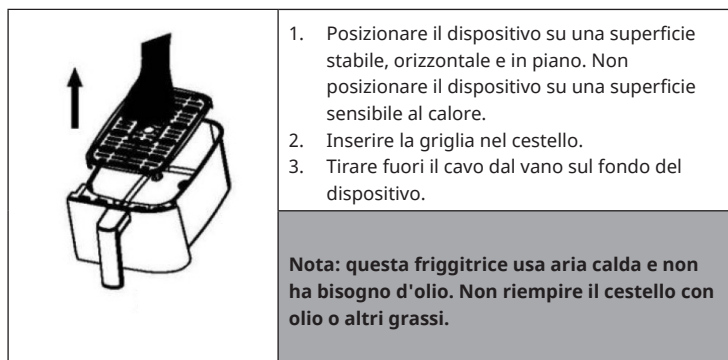 1. Posizionare il dispositivo su una superficie
stabile, orizzontale e in piano. Non
posizionare il dispositivo su una superficie
sensibile al calore.
2. Inserire la griglia nel cestello.
3. Tirare fuori il cavo dal vano sul fondo del
dispositivo.
Nota: questa friggitrice usa aria calda e non
ha bisogno d'olio. Non riempire il cestello con
olio o altri grassi.